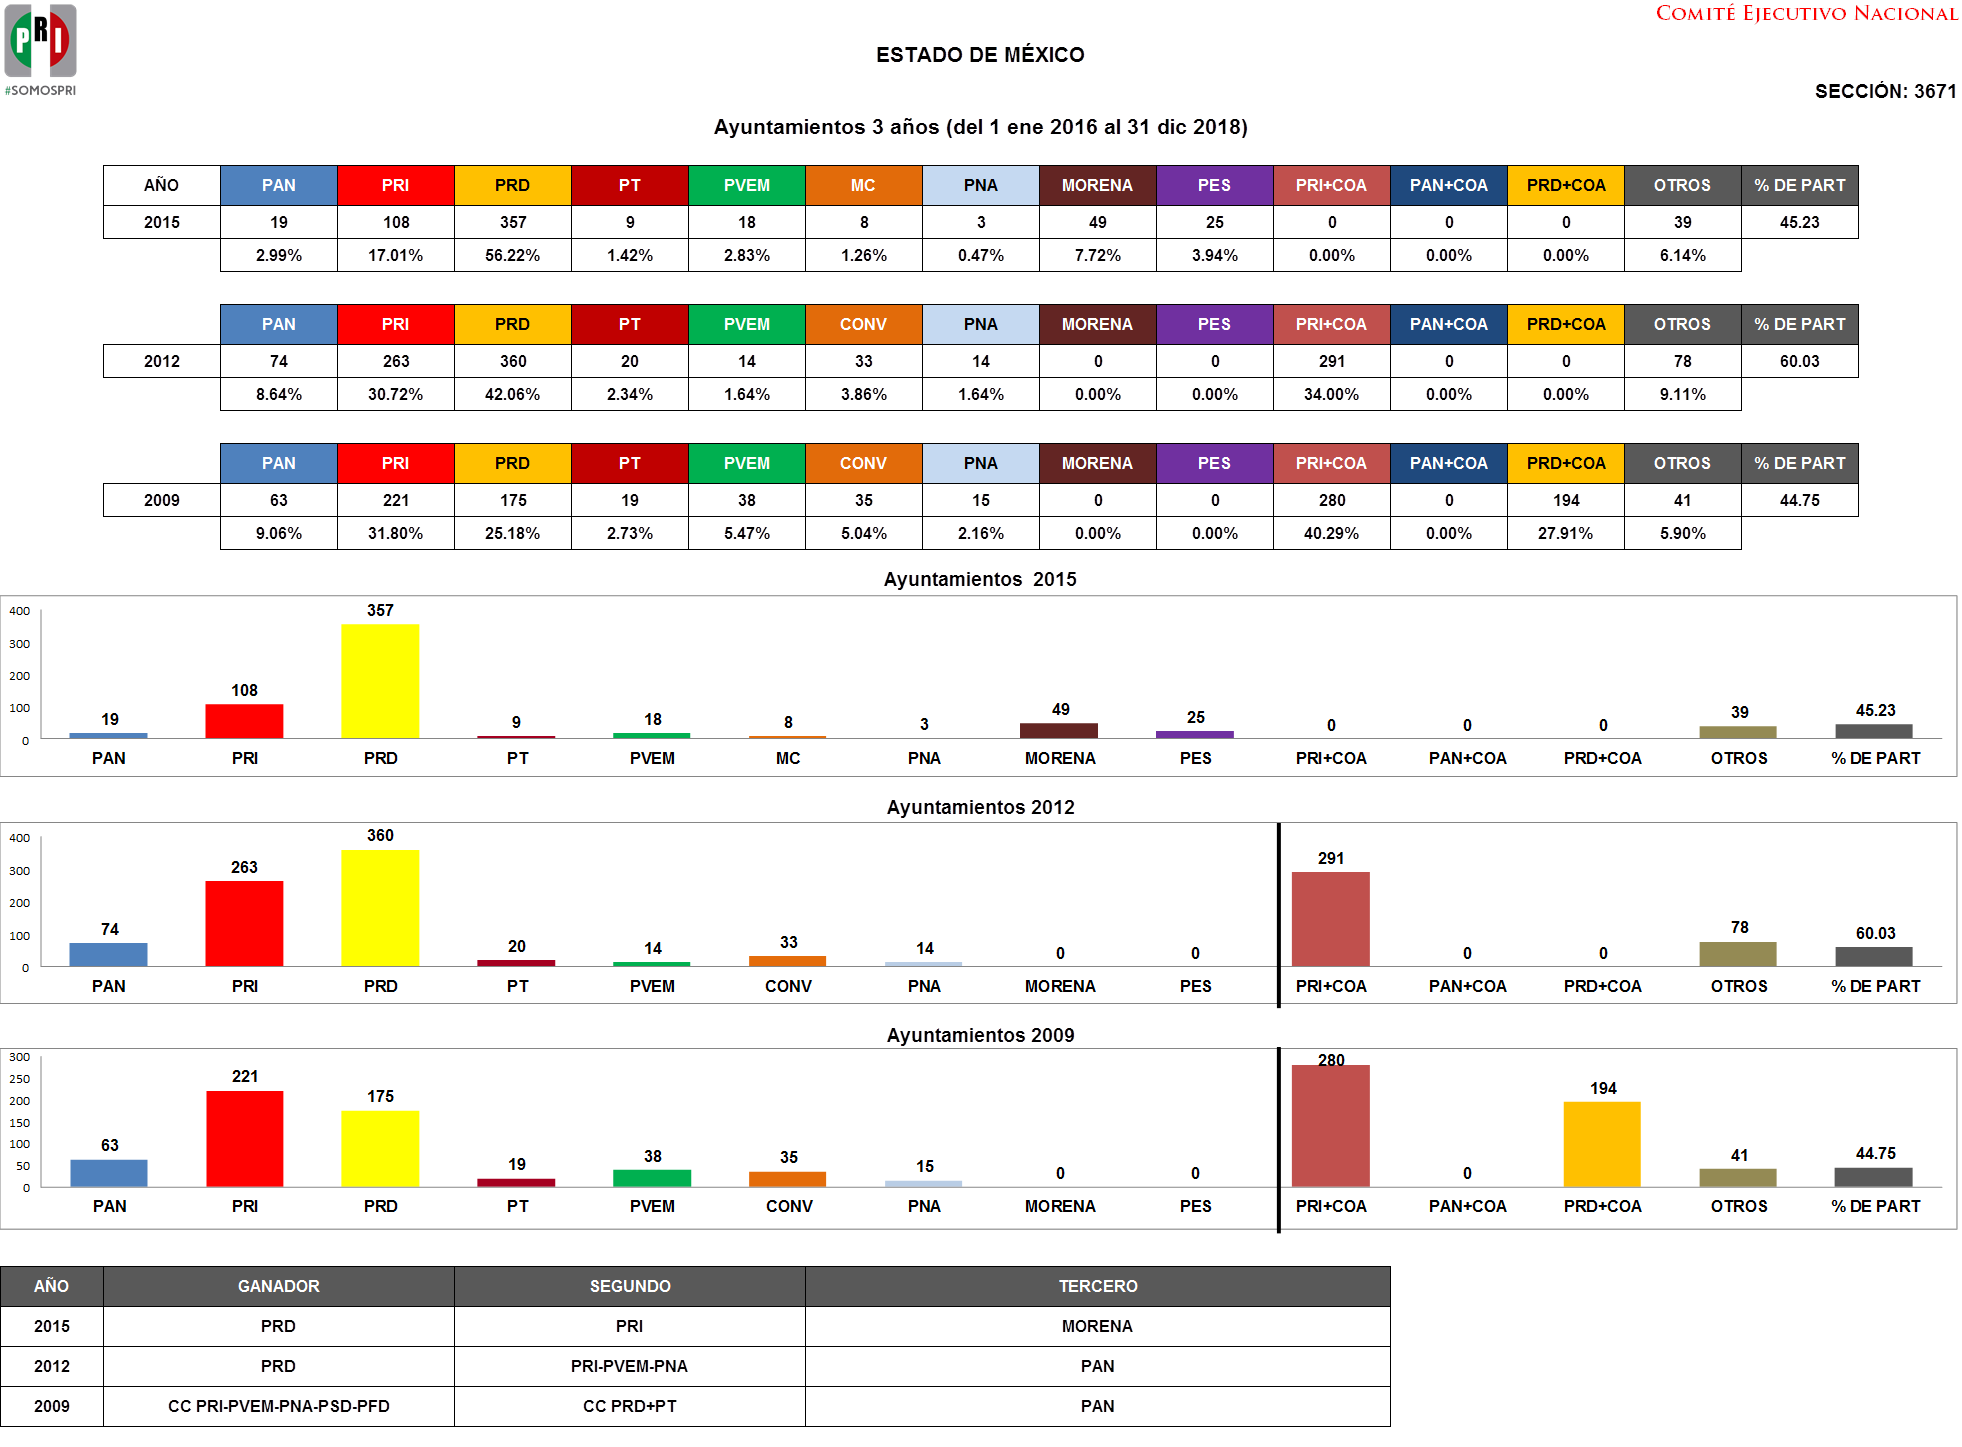 PRI
#SOMOSPRI
COMITÉ EJECUTIVO NACIONAL
ESTADO DE MÉXICO
SECCIÓN: 3671
Ayuntamientos 3 años (del 1 ene 2016 al 31 dic 2018)
AÑO PAN PRI PRD PT PVEM MC PNA MORENA PES PRI+COA PAN+COA PRD+COA OTROS % DE PART
2015 19 108 357 9 18 8 3 49 25 0 0 0 39 45.23
2.99% 17.01% 56.22% 1.42% 2.83% 1.26% 0.47% 7.72% 3.94% 0.00% 0.00% 0.00% 6.14%
PAN PRI PRD PT PVEM CONV PNA MORENA PES PRI+COA PAN+COA PRD+COA OTROS % DE PART
2012 74 263 360 20 14 33 14 0 0 291 0 0 78 60.03
8.64% 30.72% 42.06% 2.34% 1.64% 3.86% 1.64% 0.00% 0.00% 34.00% 0.00% 0.00% 9.11%
PAN PRI PRD PT PVEM CONV PNA MORENA PES PRI+COA PAN+COA PRD+COA OTROS % DE PART
2009 63 221 175 19 38 35 15 0 0 280 0 194 41 44.75
9.06% 31.80% 25.18% 2.73% 5.47% 5.04% 2.16% 0.00% 0.00% 40.29% 0.00% 27.91% 5.90%
Ayuntamientos 2015
400
300
200
100
0
19 108 357 9 18 8 3 49 25 0 0 0 39 45.23
PAN PRI PRD PT PVEM MC PNA MORENA PES PRI+COA PAN+COA PRD+COA OTROS % DE PART
Ayuntamientos 2012
400
300
200
100
0
74 263 360 20 14 33 14 0 0 291 0 0 78 60.03
PAN PRI PRD PT PVEM CONV PNA MORENA PES PRI+COA PAN+COA PRD+COA OTROS % DE PART
Ayuntamientos 2009
300
250
200
150
100
50
0
63 221 175 19 38 35 15 0 0 280 0 194 41 44.75
PAN PRI PRD PT PVEM CONV PNA MORENA PES PRI+COA PAN+COA PRD+COA OTROS % DE PART
AÑO GANADOR SEGUNDO TERCERO
2015 PRD PRI MORENA
2012 PRD PRI-PVEM-PNA PAN
2009 CC PRI-PVEM-PNA-PSD-PFD CC PRD+PT PAN